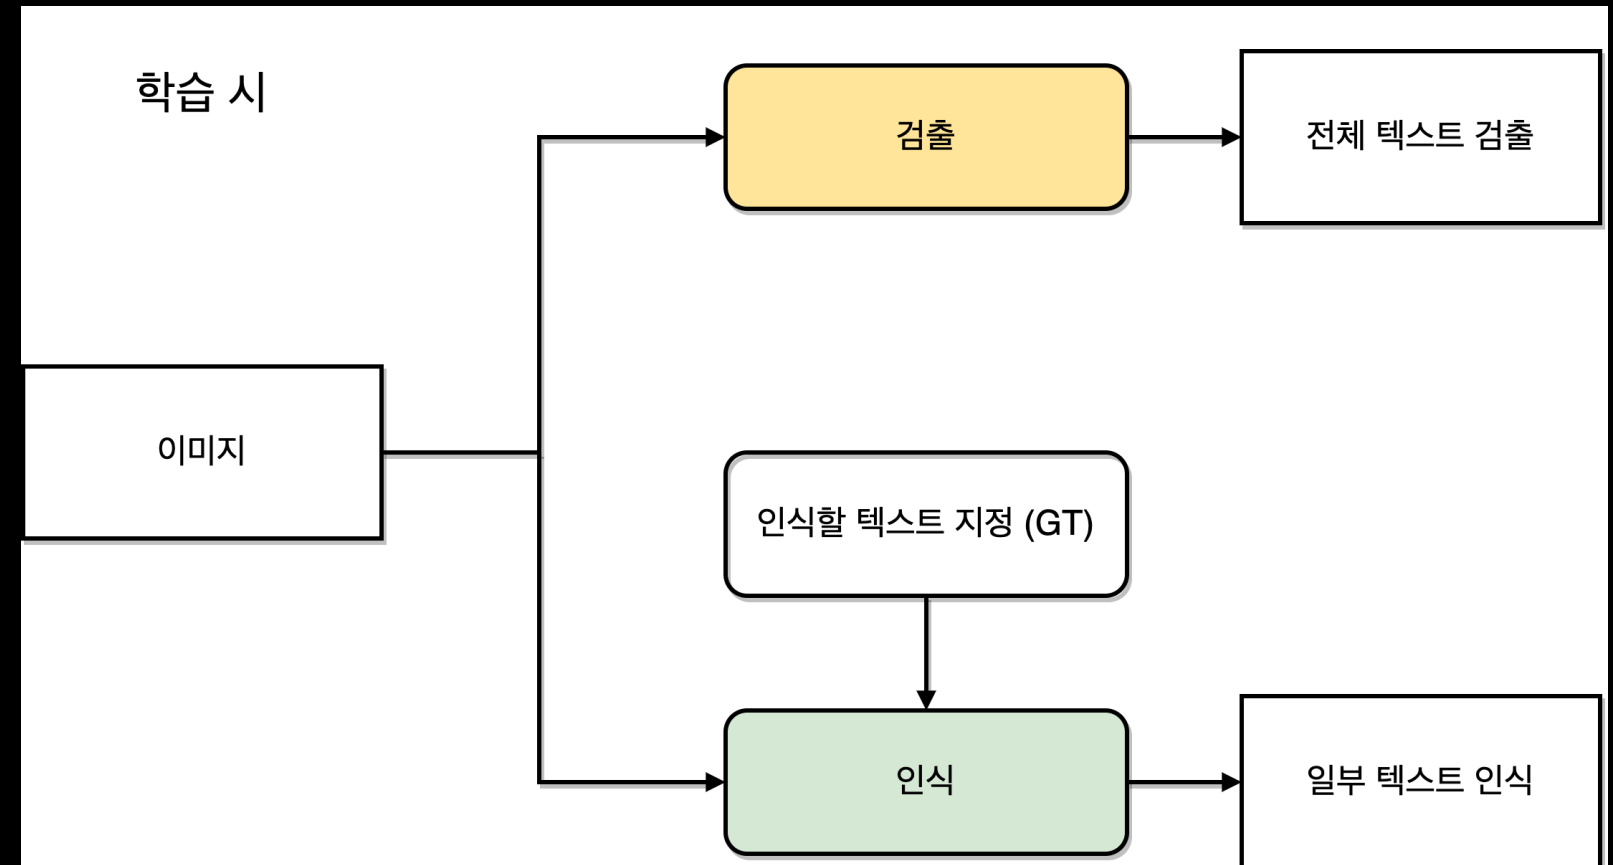 학습 시
검출
전체 텍스트 검출
이미지
인식할 텍스트 지정 (GT)
인식
일부 텍스트 인식